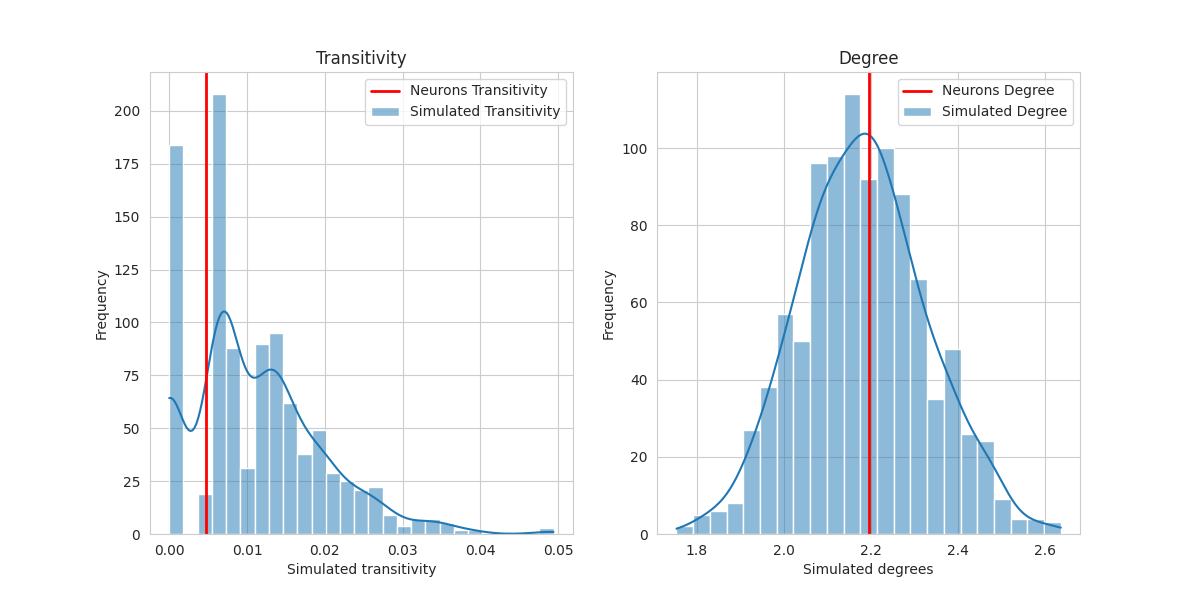 Transitivity
Neurons Transitivity
Simulated Transitivity
Frequency
200
175
150
125
100
75
50
25
0
0.00 0.01 0.02 0.03 0.04 0.05
Simulated transitivity
Degree
Neurons Degree
Simulated Degree
Frequency
100
80
60
40
20
0
1.8 2.0 2.2 2.4 2.6
Simulated degrees